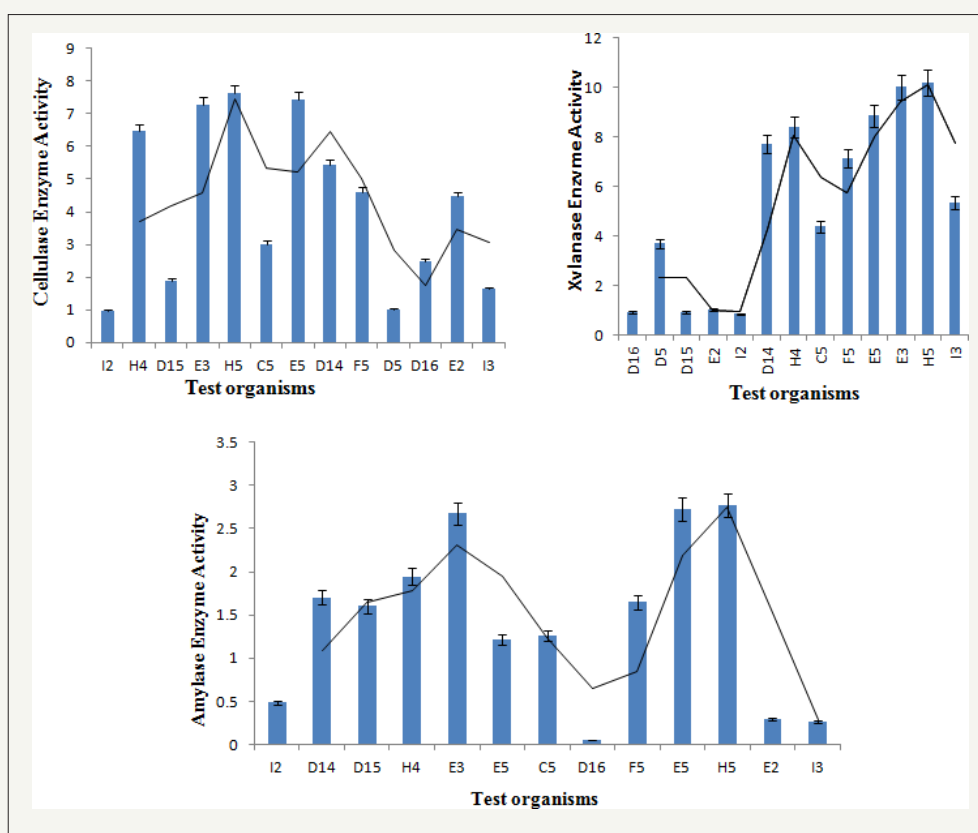 Cellulase Enzyme Activity
9
8
7
6
5
4
3
2
1
0
I2 H4 D15 E3 H5 C5 E5 D14 F5 D5 D16 E2 I3
Test organisms
Xylanase Enzyme Activity
12
10
8
6
4
2
0
D16 D5 D15 E2 I2 D14 H4 C5 F5 E5 E3 H5 I3
Test organisms
Amylase Enzyme Activity
3.5
3
2.5
2
1.5
1
0.5
0
I2 D14 D15 H4 E3 E5 C5 D16 F5 E5 H5 E2 I3
Test organisms